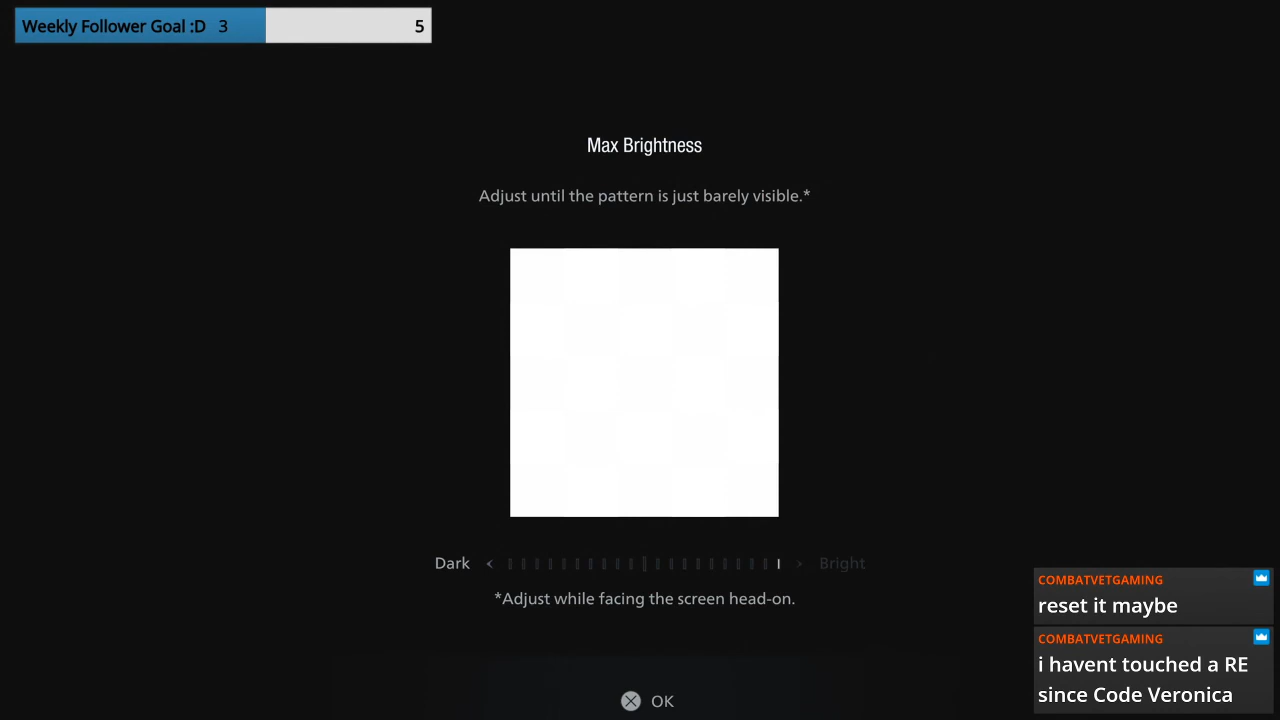 Weekly Follower Goal :D 3 5
Max Brightness
Adjust until the pattern is just barely visible.*
Dark Bright
*Adjust while facing the screen head-on.
OK
COMBATVETGAMING
reset it maybe
COMBATVETGAMING
i havent touched a RE
since Code Veronica